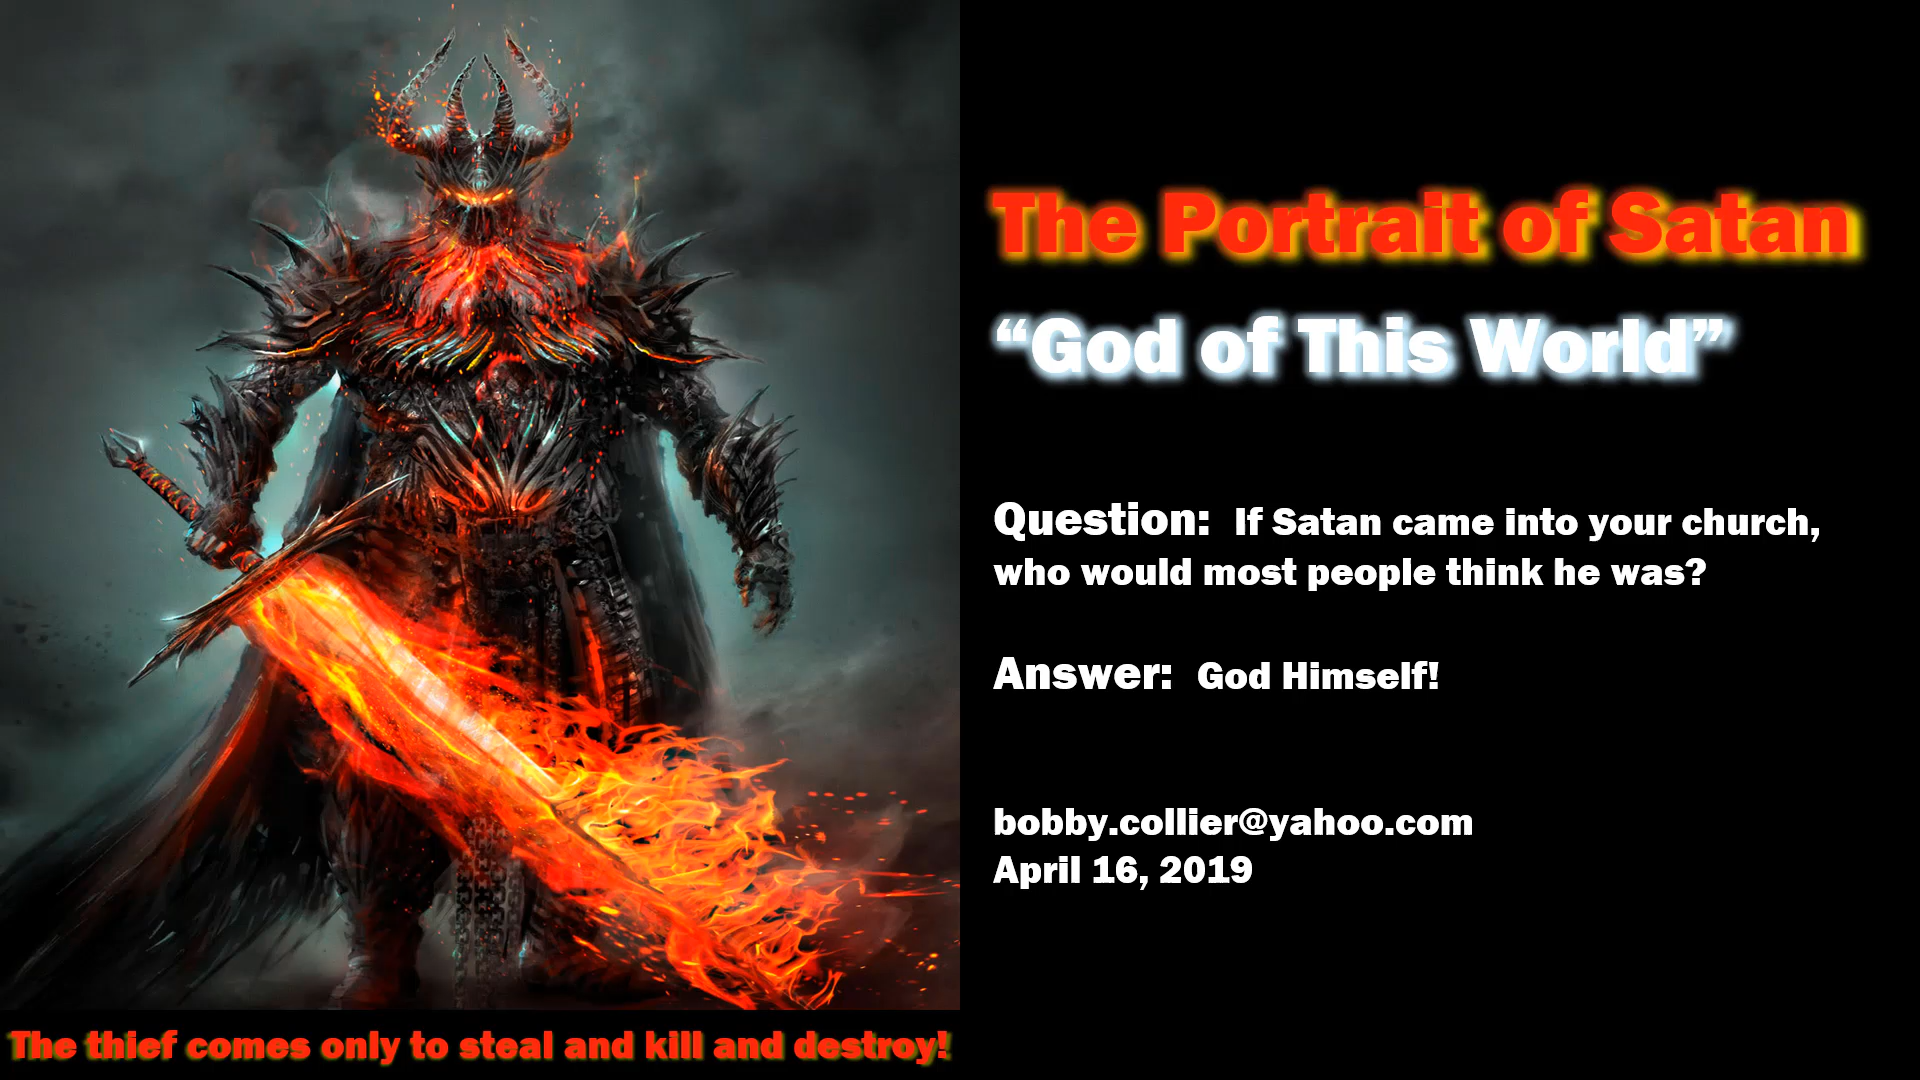 The Portrait of Satan
“God of This World”
Question: If Satan came into your church,
who would most people think he was?
Answer: God Himself!
bobby.collier@yahoo.com
April 16, 2019
The thief comes only to steal and kill and destroy!